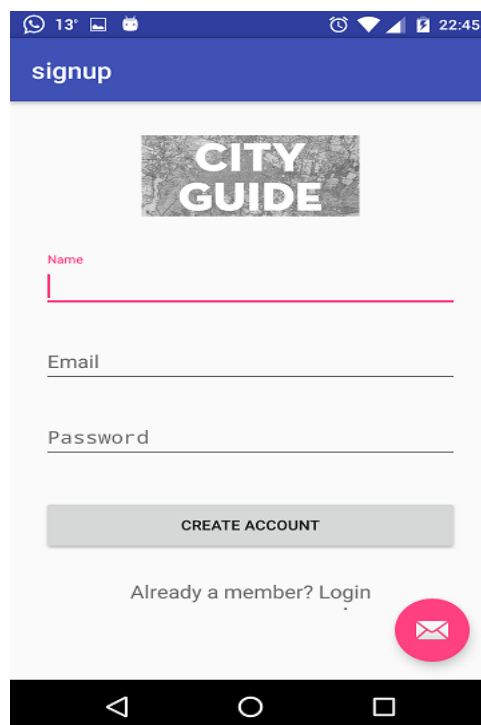 13° 22:45
signup
CITY
GUIDE
Name
Email
Password
CREATE ACCOUNT
Already a member? Login